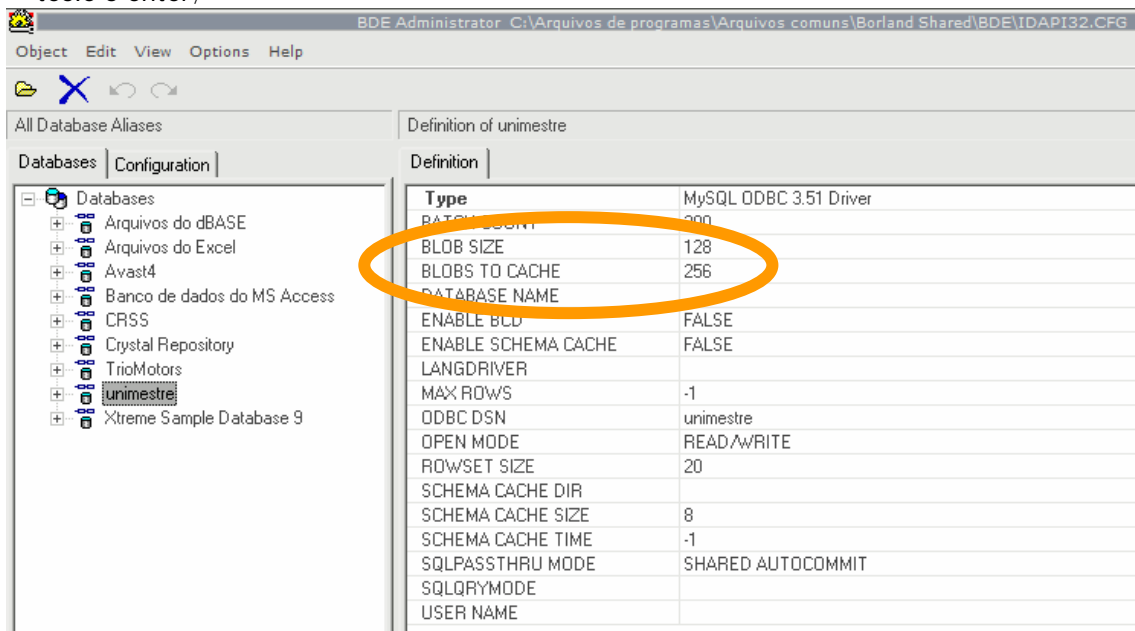 BDE Administrator C:\Arquivos de programas\Arquivos comuns\Borland Shared\BDE\IDAPI32.CFG
Object Edit View Options Help
All Database Aliases
Definition of unimestre
Databases Configuration
Definition
Databases
Arquivos do dBASE
Arquivos do Excel
Avast4
Banco de dados do MS Access
CRSS
Crystal Repository
TrioMotors
unimestre
Xtreme Sample Database 9
Type MySQL ODBC 3.51 Driver
BLOB SIZE 128
BLOBS TO CACHE 256
DATABASE NAME
ENABLE BCD FALSE
ENABLE SCHEMA CACHE FALSE
LANGDRIVER
MAX ROWS -1
ODBC DSN unimestre
OPEN MODE READ/WRITE
ROWSET SIZE 20
SCHEMA CACHE DIR
SCHEMA CACHE SIZE 8
SCHEMA CACHE TIME -1
SQLPASSTHRU MODE SHARED AUTOCOMMIT
SQLQRYMODE
USER NAME